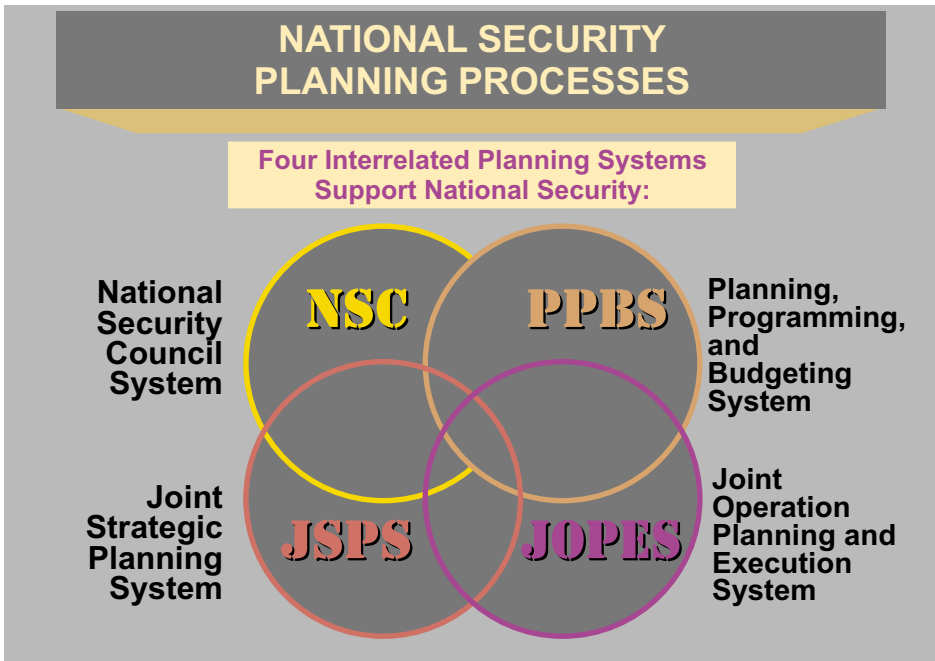 NATIONAL SECURITY
PLANNING PROCESSES
Four Interrelated Planning Systems
Support National Security:
National
Security
Council
System
NSC
PPBS
Planning,
Programming,
and
Budgeting
System
Joint
Strategic
Planning
System
JSPS
JOPES
Joint
Operation
Planning and
Execution
System